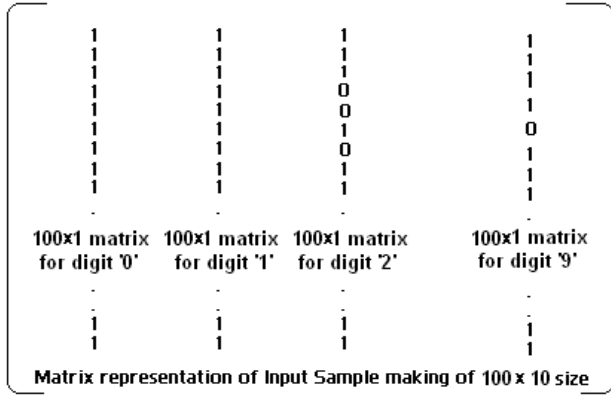 1 1 1 1
1 1 1 1
1 1 1 1
1 1 0
1 1 0 1
1 1 1 0
1 1 0 1
1 1 1 1
1 1 1 1
. . . .
100x1 matrix 100x1 matrix 100x1 matrix 100x1 matrix
for digit '0' for digit '1' for digit '2' for digit '9'
. . . .
. . . .
1 1 1 1
1 1 1 1
Matrix representation of Input Sample making of 100 x 10 size